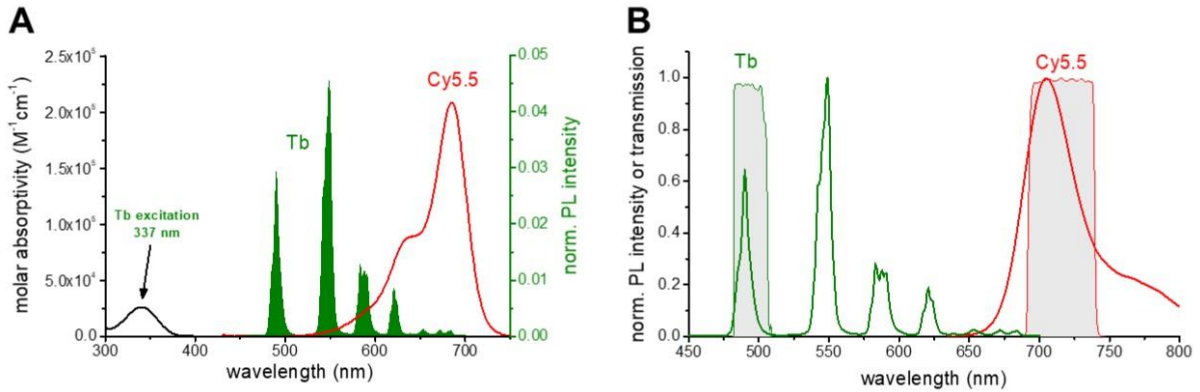 A
molar absorptivity (M⁻¹cm⁻¹)
2.5x10⁵
2.0x10⁵
1.5x10⁵
1.0x10⁵
5.0x10⁴
0.0
Tb excitation
337 nm
Tb
Cy5.5
0.05
0.04
0.03
0.02
0.01
0.00
norm. PL intensity
300 400 500 600 700
wavelength (nm)
B
norm. PL intensity or transmission
1.0
0.8
0.6
0.4
0.2
0.0
Tb
Cy5.5
450 500 550 600 650 700 750 800
wavelength (nm)